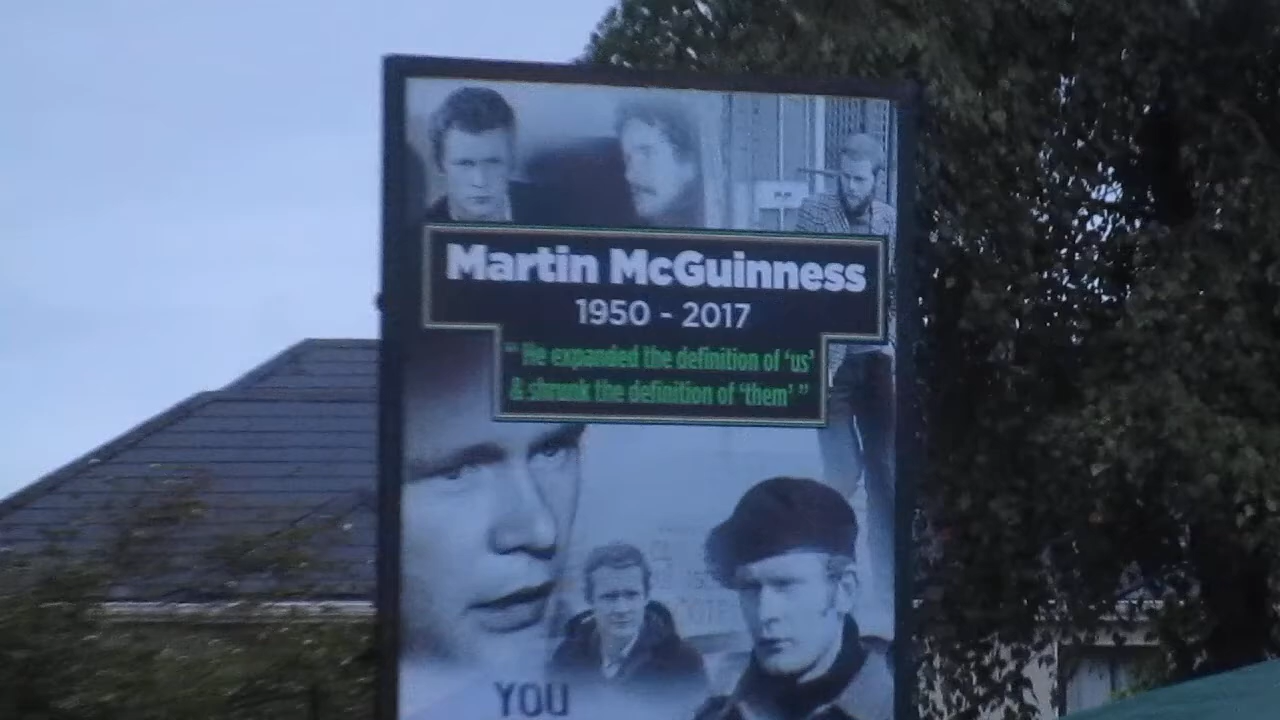 Martin McGuinness
1950 - 2017
" He expanded the definition of 'us'
& shrunk the definition of 'them' "
YOU